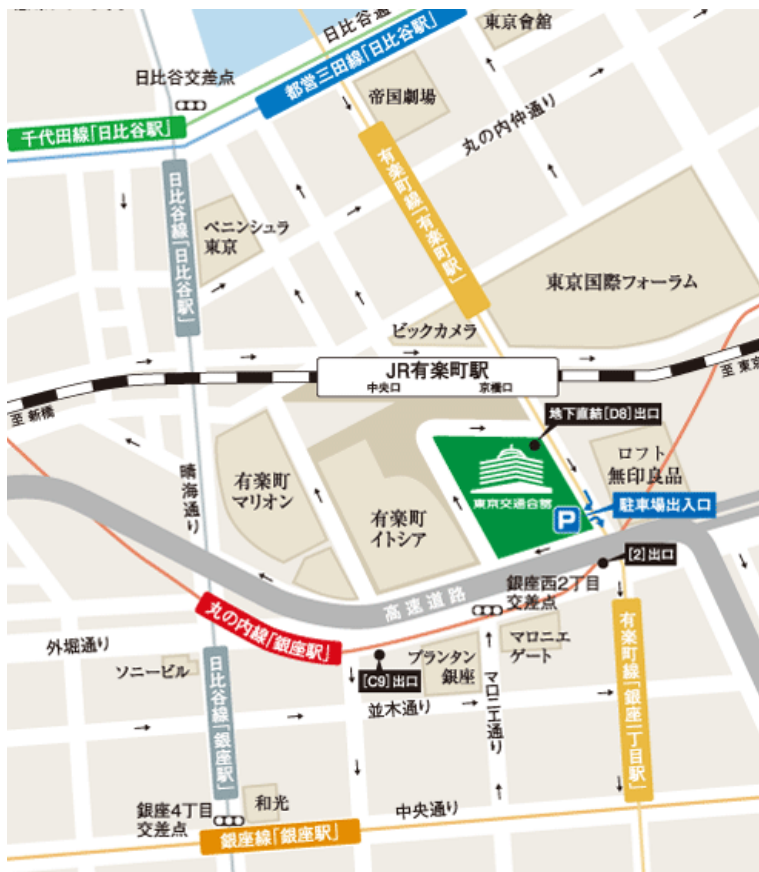 日比谷通
東京會舘
都営三田線「日比谷駅」
日比谷交差点
帝国劇場
千代田線「日比谷駅」
丸の内仲通り
有楽町線「有楽町駅」
日比谷線「日比谷駅」
ペニンシュラ
東京
東京国際フォーラム
ビックカメラ
JR有楽町駅
中央口
京橋口
至 東京
至 新橋
地下直結[D8]出口
ロフト
無印良品
晴海通り
有楽町
マリオン
東京交通会館
駐車場出入口
P
有楽町
イトシア
[2]出口
銀座西2丁目
交差点
高速道路
丸の内線「銀座駅」
外堀通り
マロニエ
ゲート
有楽町線「銀座一丁目駅」
ソニービル
日比谷線「銀座駅」
プランタン
銀座
[C9]出口
マロニエ通り
並木通り
和光
中央通り
銀座4丁目
交差点
銀座線「銀座駅」